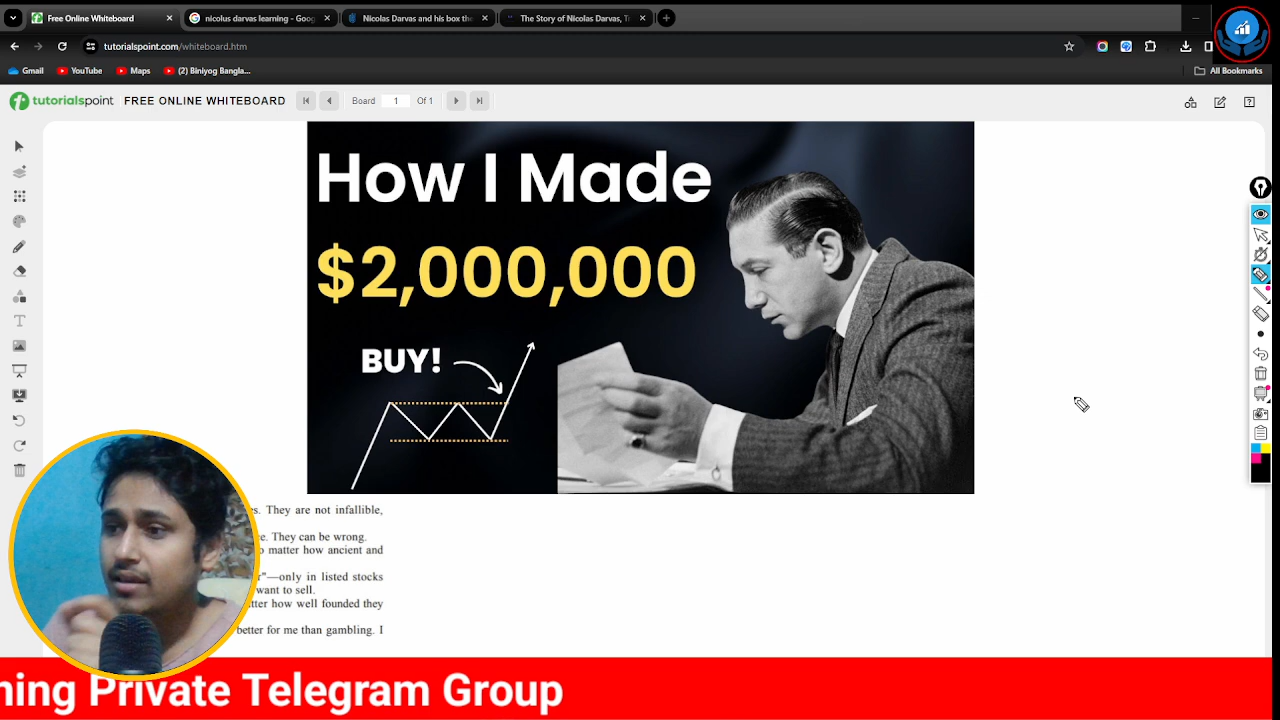 Free Online Whiteboard
nicolus darvas learning - Goog
Nicolas Darvas and his box the
The Story of Nicolas Darvas, T
tutorialspoint.com/whiteboard.htm
Gmail
YouTube
Maps
(2) Biniyog Bangla...
All Bookmarks
tutorialspoint
FREE ONLINE WHITEBOARD
Board 1 Of 1
How I Made
$2,000,000
BUY!
es. They are not infallible,
ce. They can be wrong.
o matter how ancient and
r"—only in listed stocks
want to sell.
tter how well founded they
better for me than gambling. I
ning Private Telegram Group